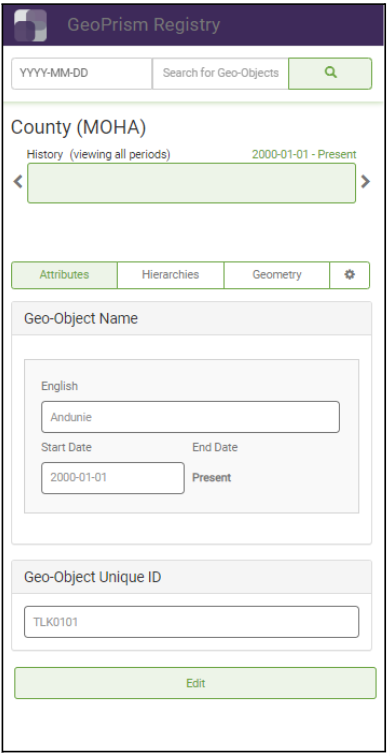 GeoPrism Registry
YYYY-MM-DD Search for Geo-Objects
County (MOHA)
History (viewing all periods) 2000-01-01 - Present
Attributes Hierarchies Geometry
Geo-Object Name
English
Andunie
Start Date End Date
2000-01-01 Present
Geo-Object Unique ID
TLK0101
Edit